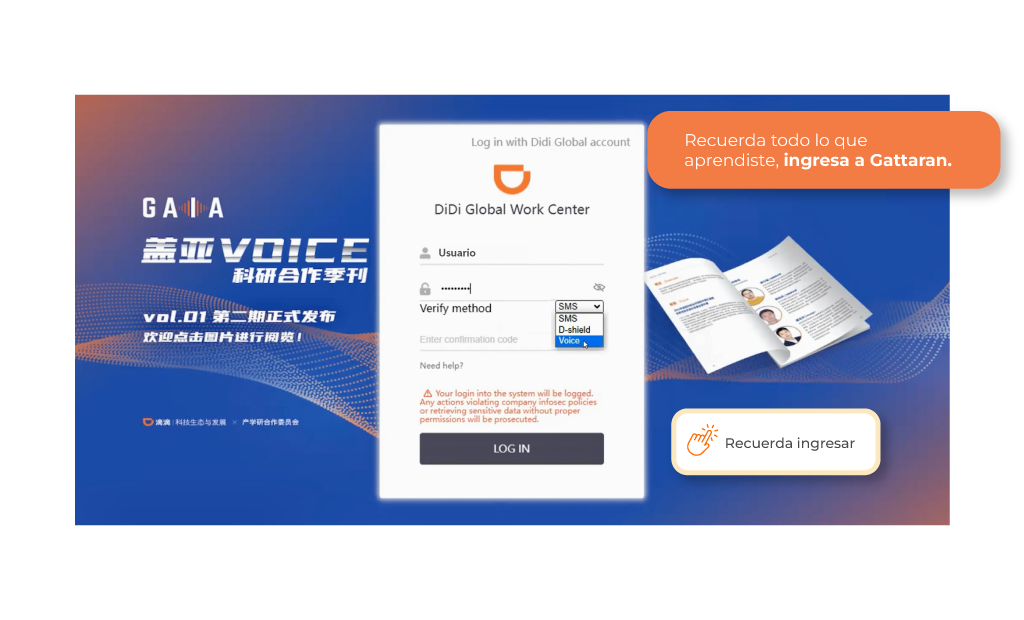 Recuerda todo lo que
aprendiste, ingresa a Gattaran.
Log in with Didi Global account
DiDi Global Work Center
Usuario
•••••••••
Verify method
SMS
SMS
D-shield
Voice
Enter confirmation code
Need help?
Your login into the system will be logged.
Any actions violating company infosec policies
or retrieving sensitive data without proper
permissions will be prosecuted.
LOG IN
GAIA
盖亚VOICE
科研合作季刊
vol.01 第二期正式发布
欢迎点击图片进行阅览！
滴滴 | 科技生态与发展 × 产学研合作委员会
Recuerda ingresar